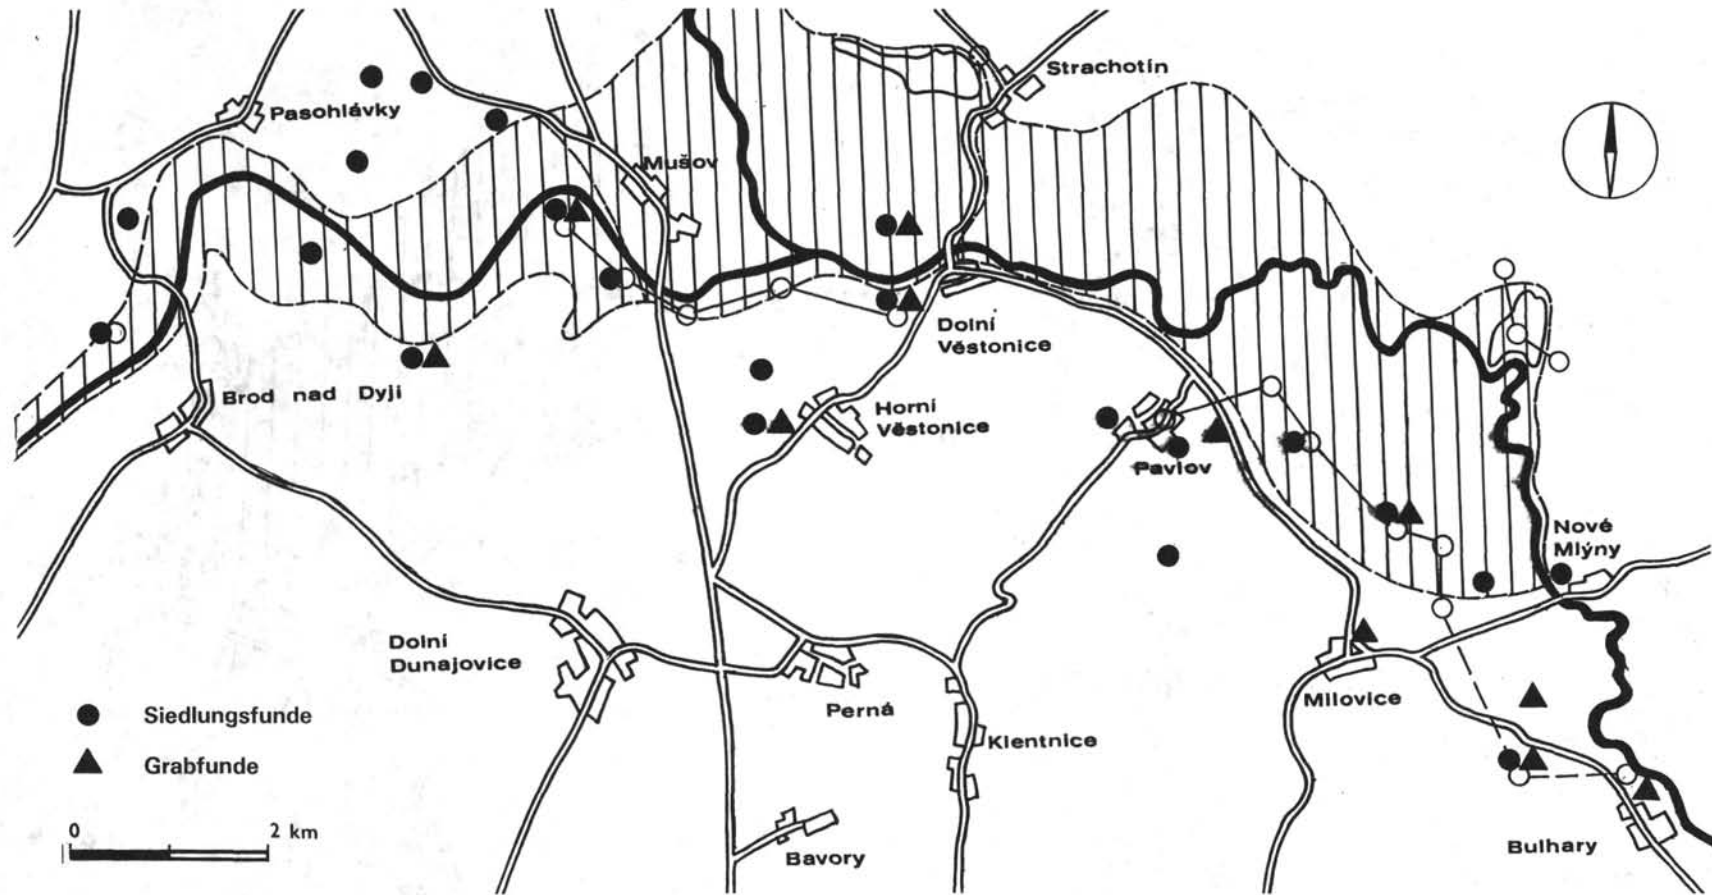 Strachotín
Pasohlávky
Mušov
Dolní
Věstonice
Brod nad Dyjí
Horní
Věstonice
Pavlov
Nové
Mlýny
Dolní
Dunajovice
Milovice
Perná
Klentnice
Siedlungsfunde
Grabfunde
0 2 km
Bavory
Bulhary